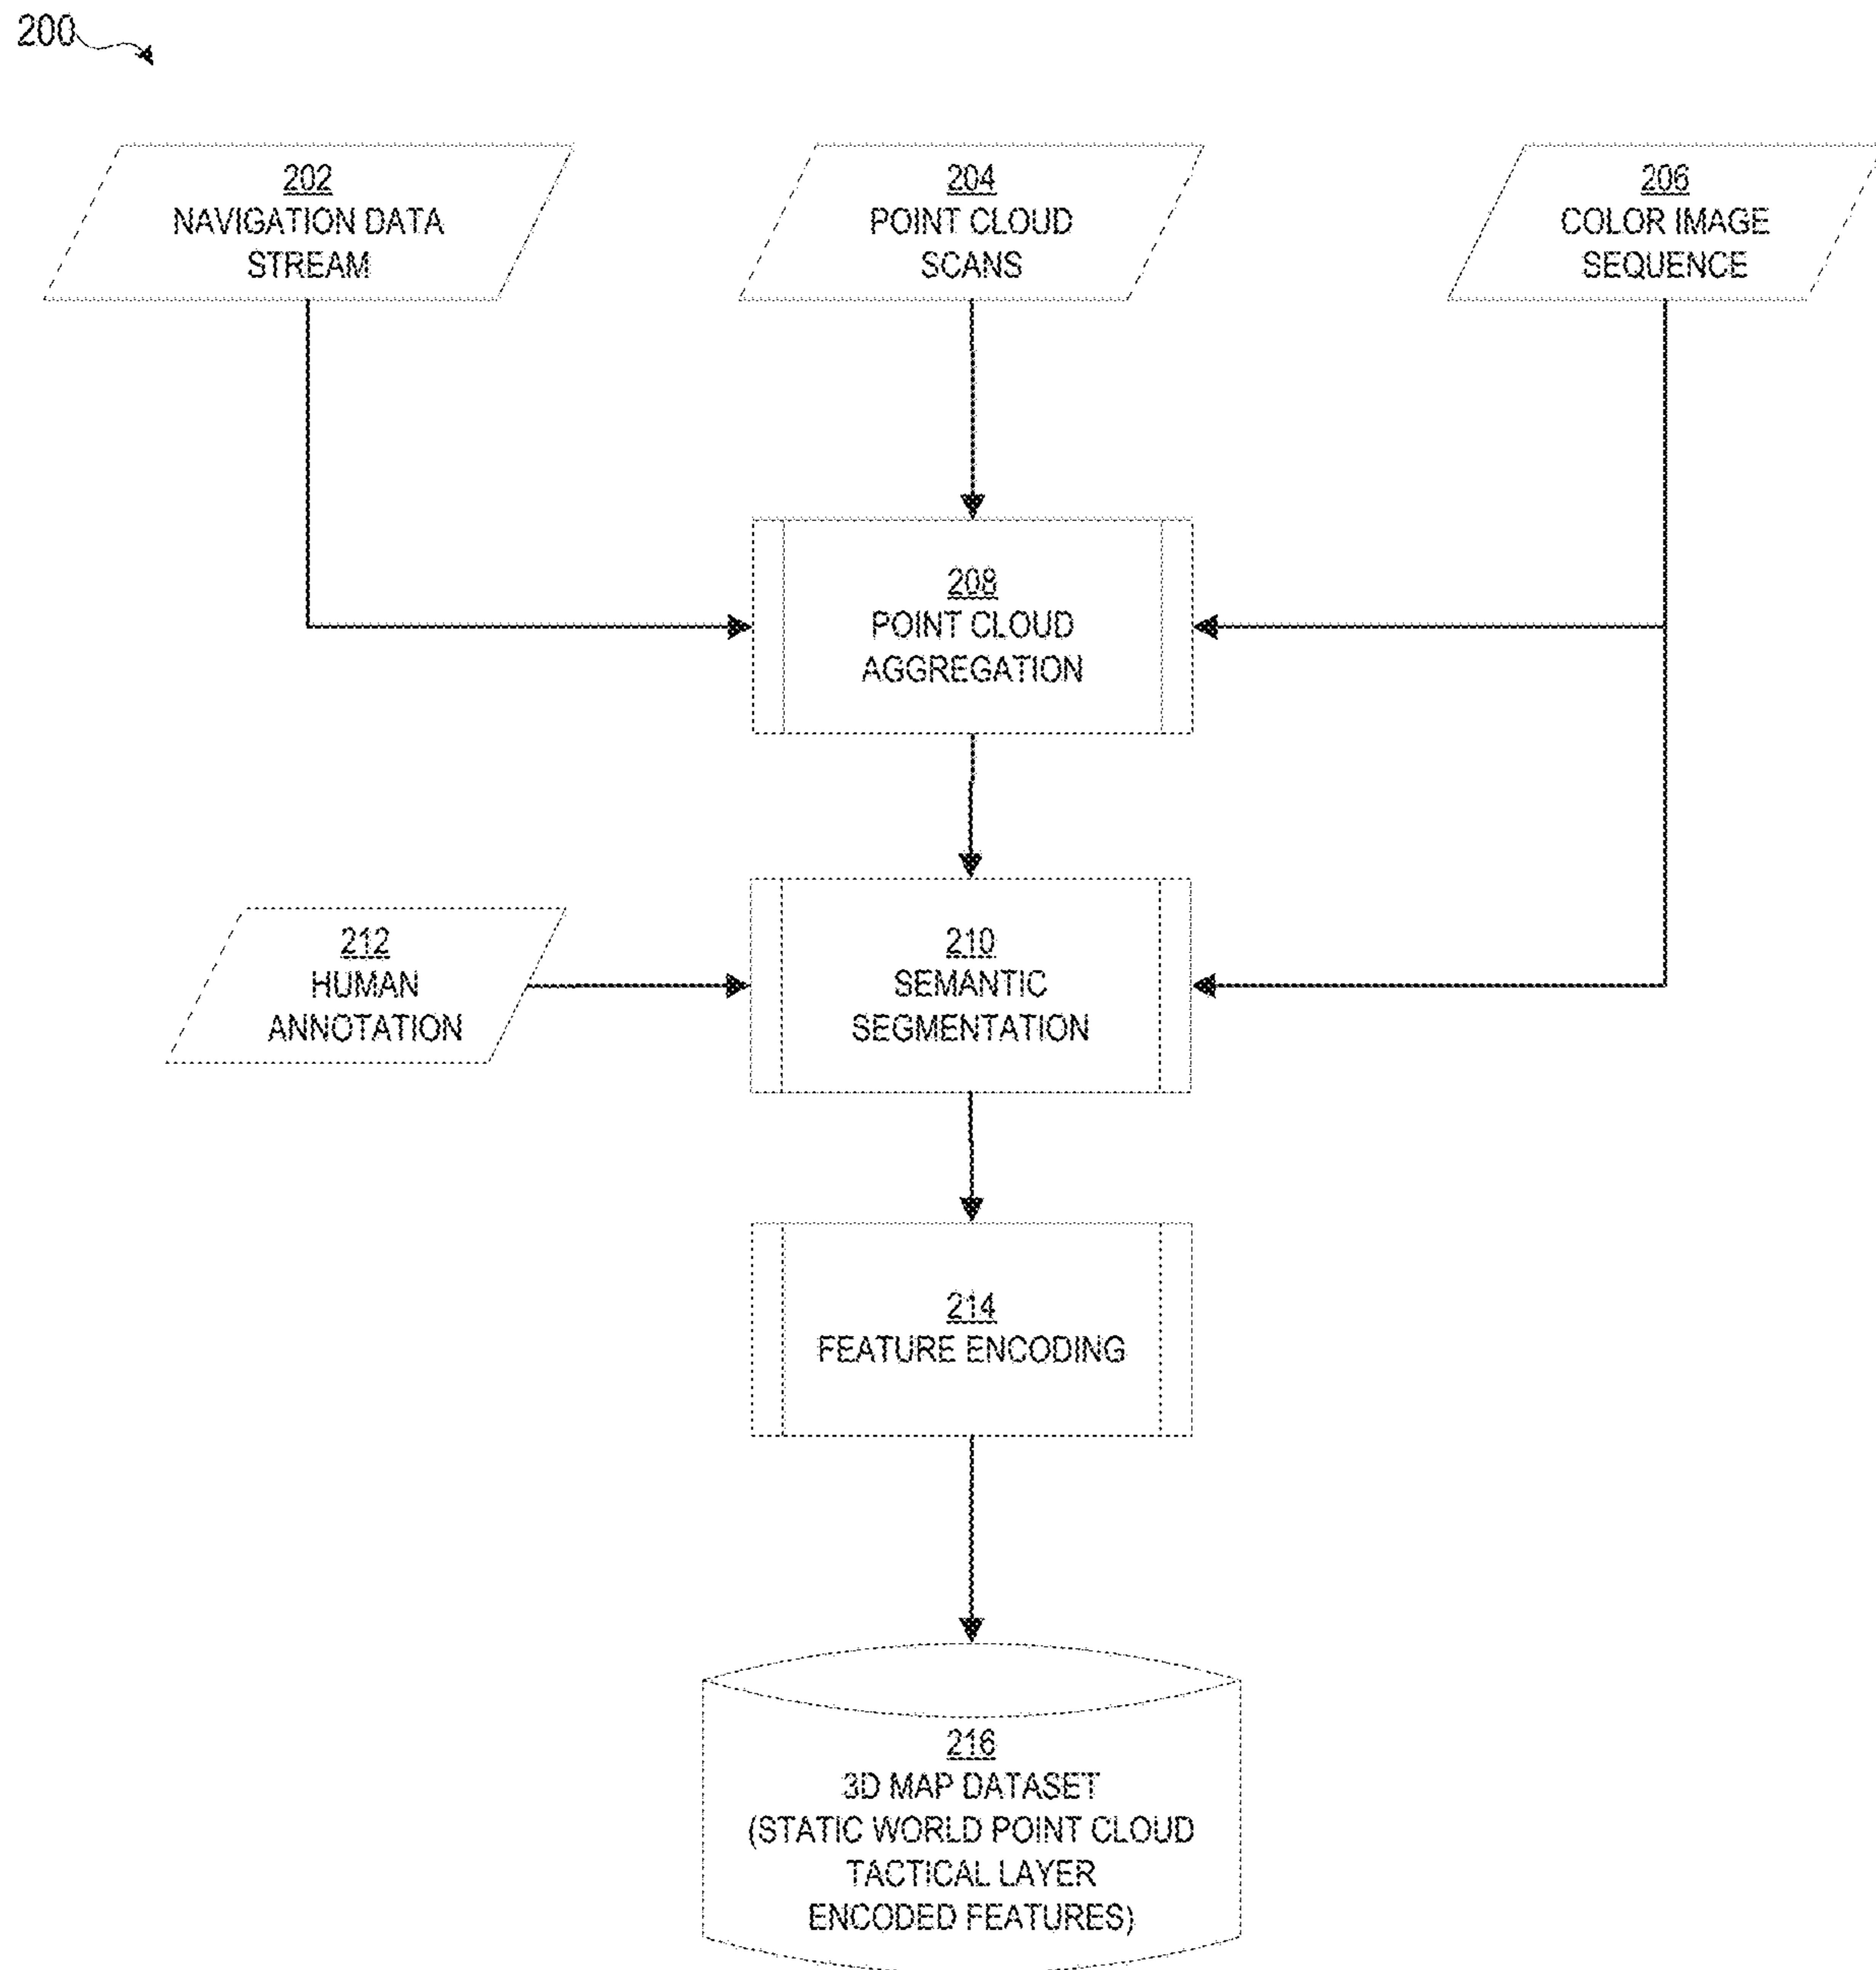 200
202
NAVIGATION DATA
STREAM
204
POINT CLOUD
SCANS
206
COLOR IMAGE
SEQUENCE
208
POINT CLOUD
AGGREGATION
212
HUMAN
ANNOTATION
210
SEMANTIC
SEGMENTATION
214
FEATURE ENCODING
216
3D MAP DATASET
(STATIC WORLD POINT CLOUD
TACTICAL LAYER
ENCODED FEATURES)